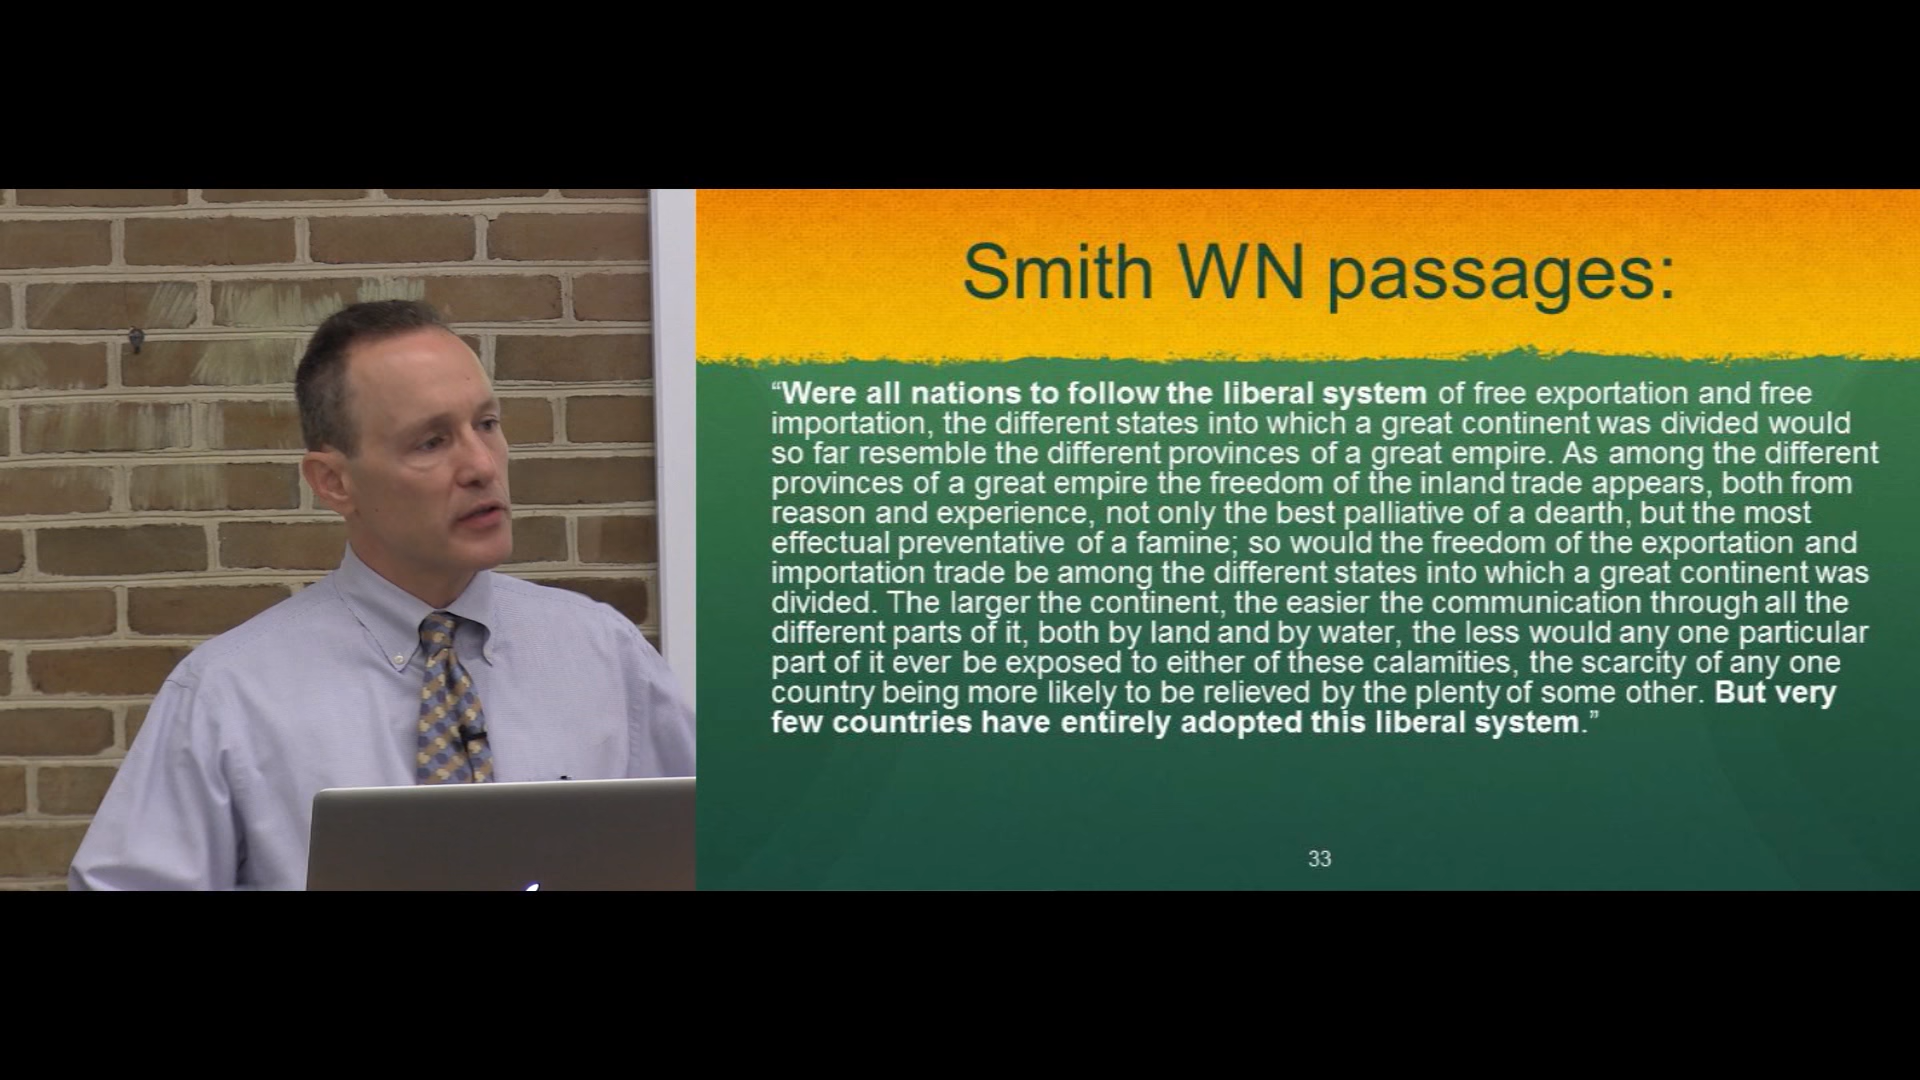 Smith WN passages:
“Were all nations to follow the liberal system of free exportation and free
importation, the different states into which a great continent was divided would
so far resemble the different provinces of a great empire. As among the different
provinces of a great empire the freedom of the inland trade appears, both from
reason and experience, not only the best palliative of a dearth, but the most
effectual preventative of a famine; so would the freedom of the exportation and
importation trade be among the different states into which a great continent was
divided. The larger the continent, the easier the communication through all the
different parts of it, both by land and by water, the less would any one particular
part of it ever be exposed to either of these calamities, the scarcity of any one
country being more likely to be relieved by the plenty of some other. But very
few countries have entirely adopted this liberal system.”
33